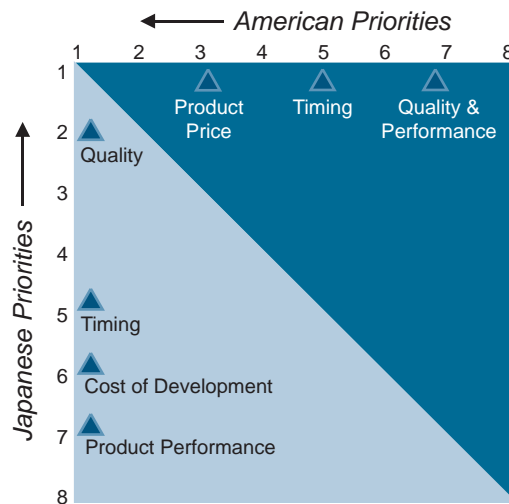 American Priorities
1 2 3 4 5 6 7 8
Japanese Priorities
1
2
3
4
5
6
7
8
Product
Price
Timing
Quality &
Performance
Quality
Timing
Cost of Development
Product Performance